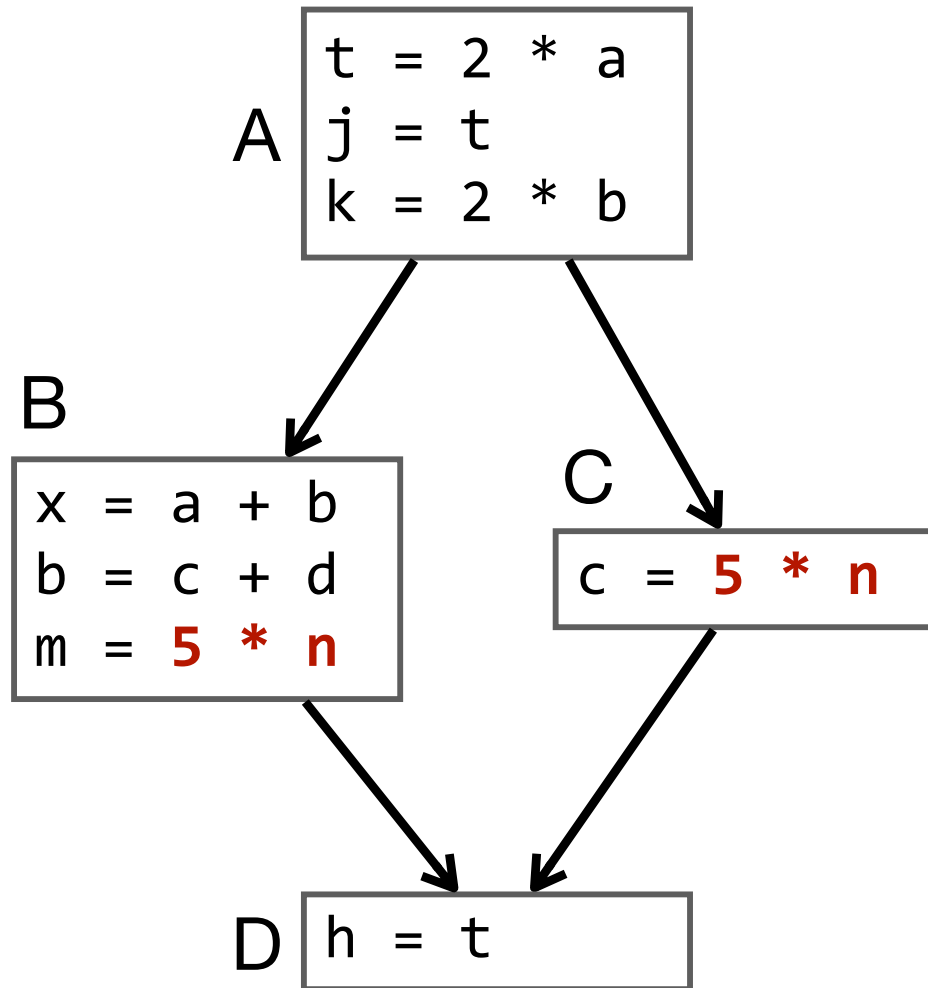 A
t = 2 * a
j = t
k = 2 * b
B
x = a + b
b = c + d
m = 5 * n
C
c = 5 * n
D
h = t